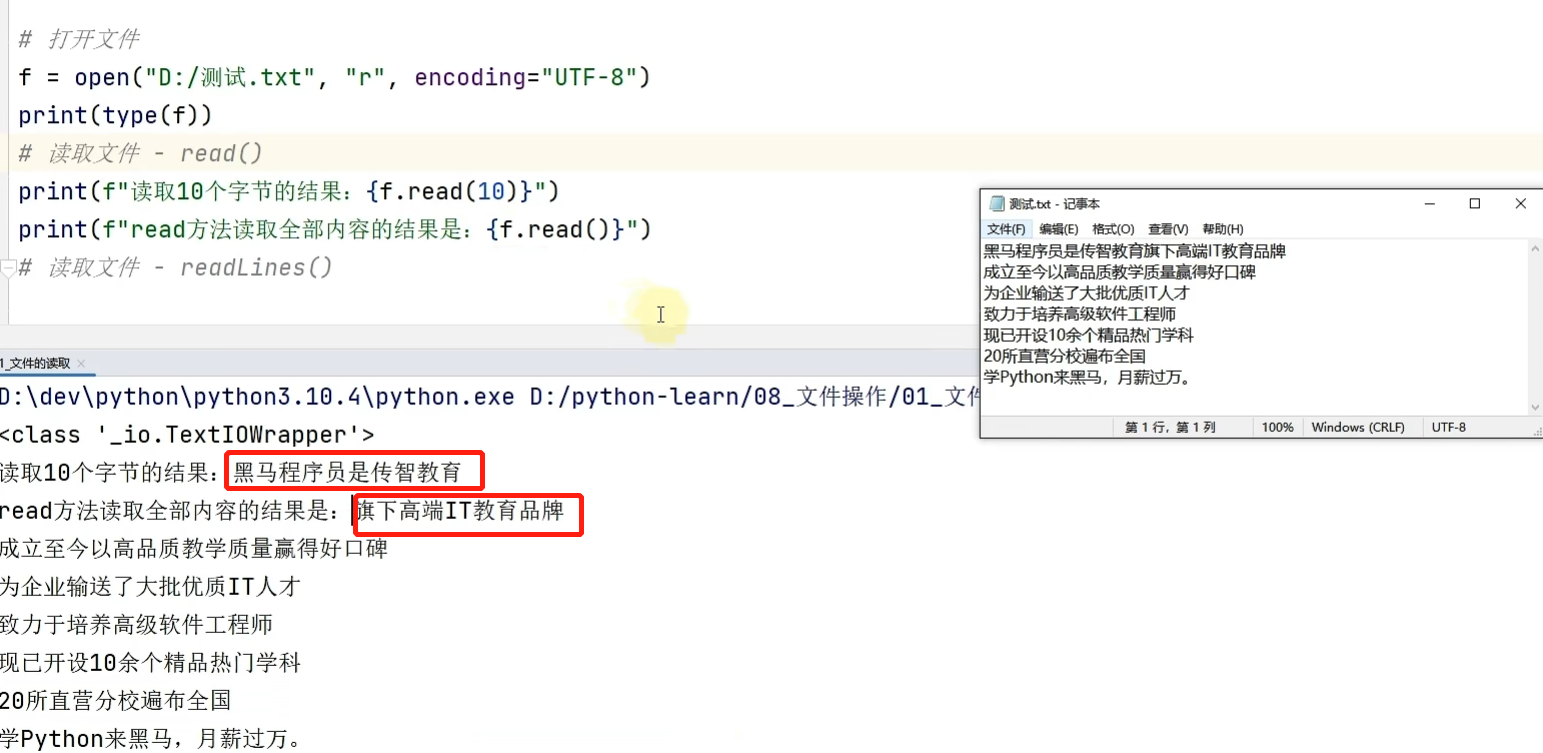 # 打开文件
f = open("D:/测试.txt", "r", encoding="UTF-8")
print(type(f))
# 读取文件 - read()
print(f"读取10个字节的结果：{f.read(10)}")
print(f"read方法读取全部内容的结果是：{f.read()}")
# 读取文件 - readLines()
测试.txt - 记事本
文件(F) 编辑(E) 格式(O) 查看(V) 帮助(H)
黑马程序员是传智教育旗下高端IT教育品牌
成立至今以高品质教学质量赢得好口碑
为企业输送了大批优质IT人才
致力于培养高级软件工程师
现已开设10余个精品热门学科
20所直营分校遍布全国
学Python来黑马，月薪过万。
第 1 行，第 1 列 100% Windows (CRLF) UTF-8
1_文件的读取
D:\dev\python\python3.10.4\python.exe D:/python-learn/08_文件操作/01_文件
<class '_io.TextIOWrapper'>
读取10个字节的结果：黑马程序员是传智教育
read方法读取全部内容的结果是：旗下高端IT教育品牌
成立至今以高品质教学质量赢得好口碑
为企业输送了大批优质IT人才
致力于培养高级软件工程师
现已开设10余个精品热门学科
20所直营分校遍布全国
学Python来黑马，月薪过万。